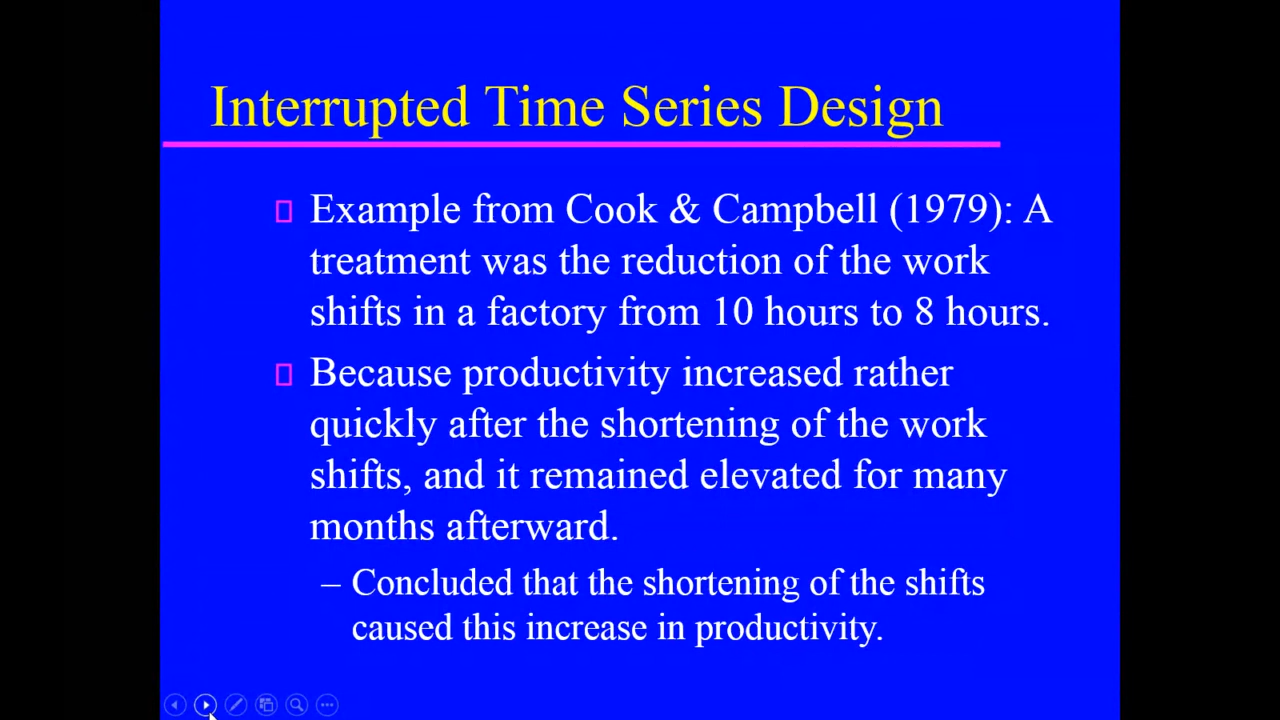 Interrupted Time Series Design
Example from Cook & Campbell (1979): A
treatment was the reduction of the work
shifts in a factory from 10 hours to 8 hours.
Because productivity increased rather
quickly after the shortening of the work
shifts, and it remained elevated for many
months afterward.
– Concluded that the shortening of the shifts
caused this increase in productivity.